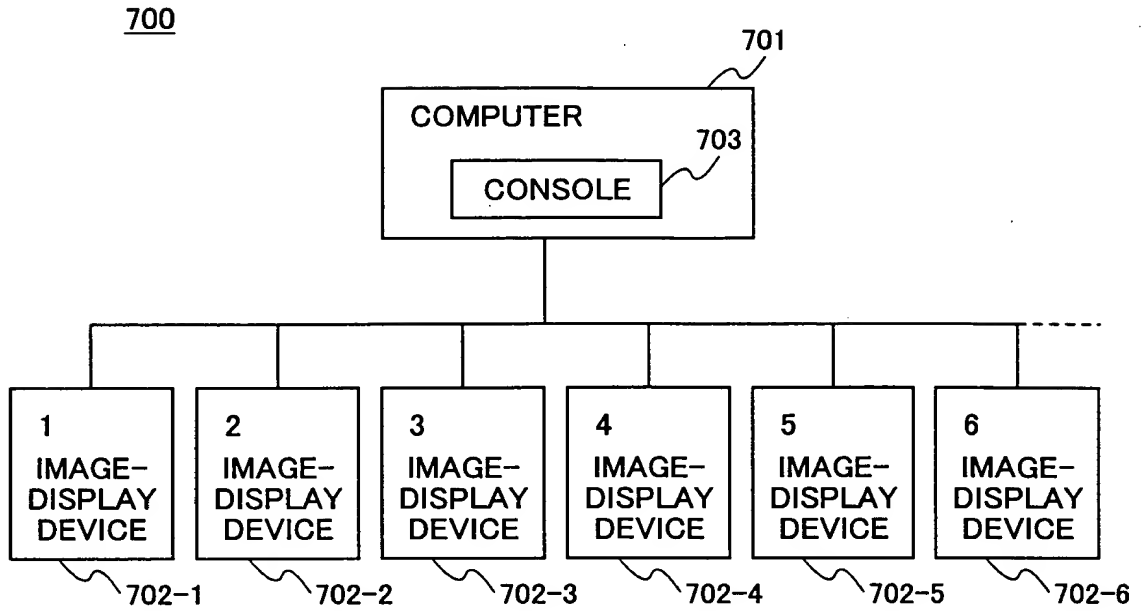 700
701
COMPUTER
703
CONSOLE
1
IMAGE-
DISPLAY
DEVICE
702-1
2
IMAGE-
DISPLAY
DEVICE
702-2
3
IMAGE-
DISPLAY
DEVICE
702-3
4
IMAGE-
DISPLAY
DEVICE
702-4
5
IMAGE-
DISPLAY
DEVICE
702-5
6
IMAGE-
DISPLAY
DEVICE
702-6